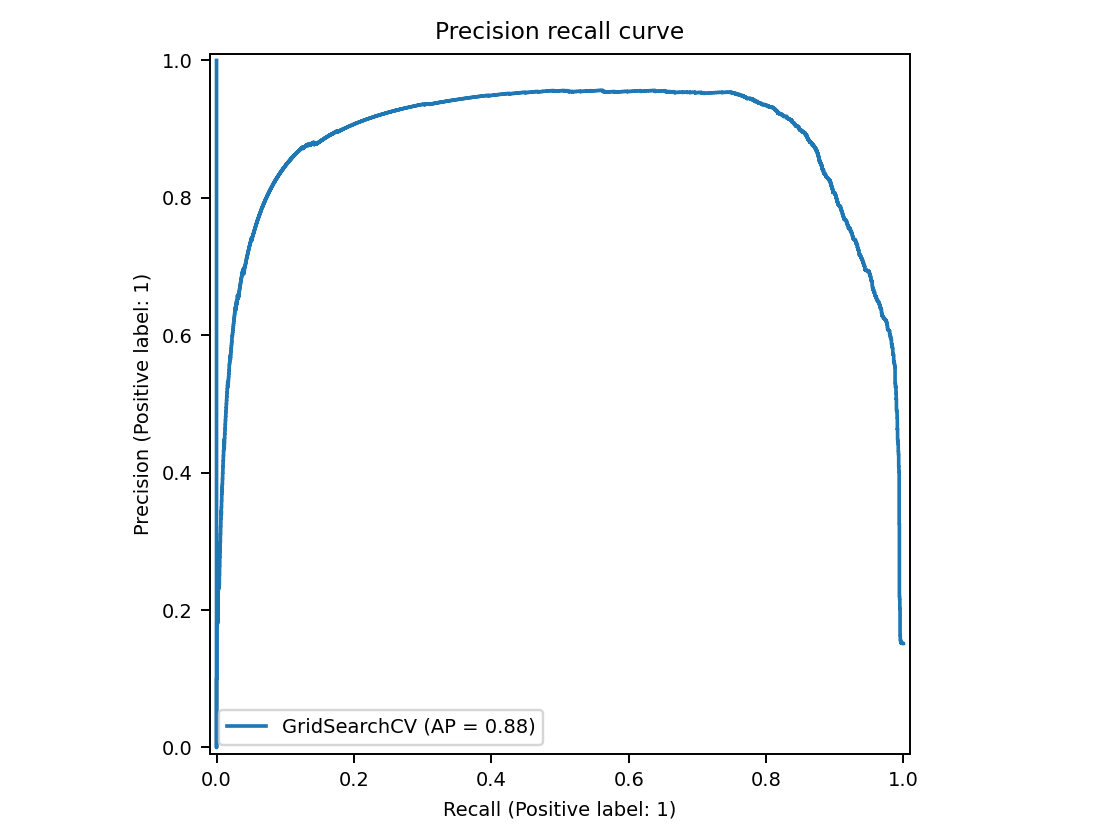 Precision recall curve
Precision (Positive label: 1)
1.0
0.8
0.6
0.4
0.2
0.0
GridSearchCV (AP = 0.88)
0.0 0.2 0.4 0.6 0.8 1.0
Recall (Positive label: 1)